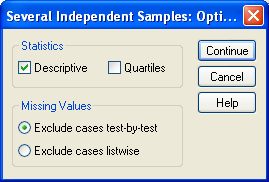 Several Independent Samples: Opti...
Statistics
Descriptive
Quartiles
Missing Values
Exclude cases test-by-test
Exclude cases listwise
Continue
Cancel
Help